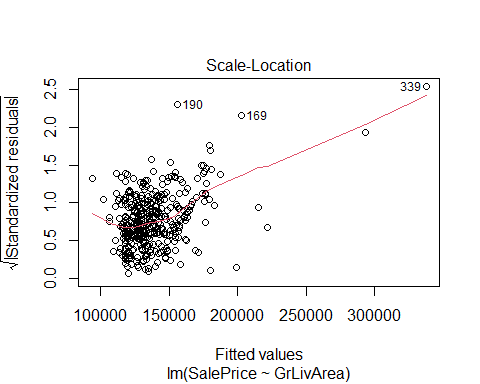 Scale-Location
√|Standardized residuals|
2.5
2.0
1.5
1.0
0.5
0.0
339
190
169
100000 150000 200000 250000 300000
Fitted values
lm(SalePrice ~ GrLivArea)